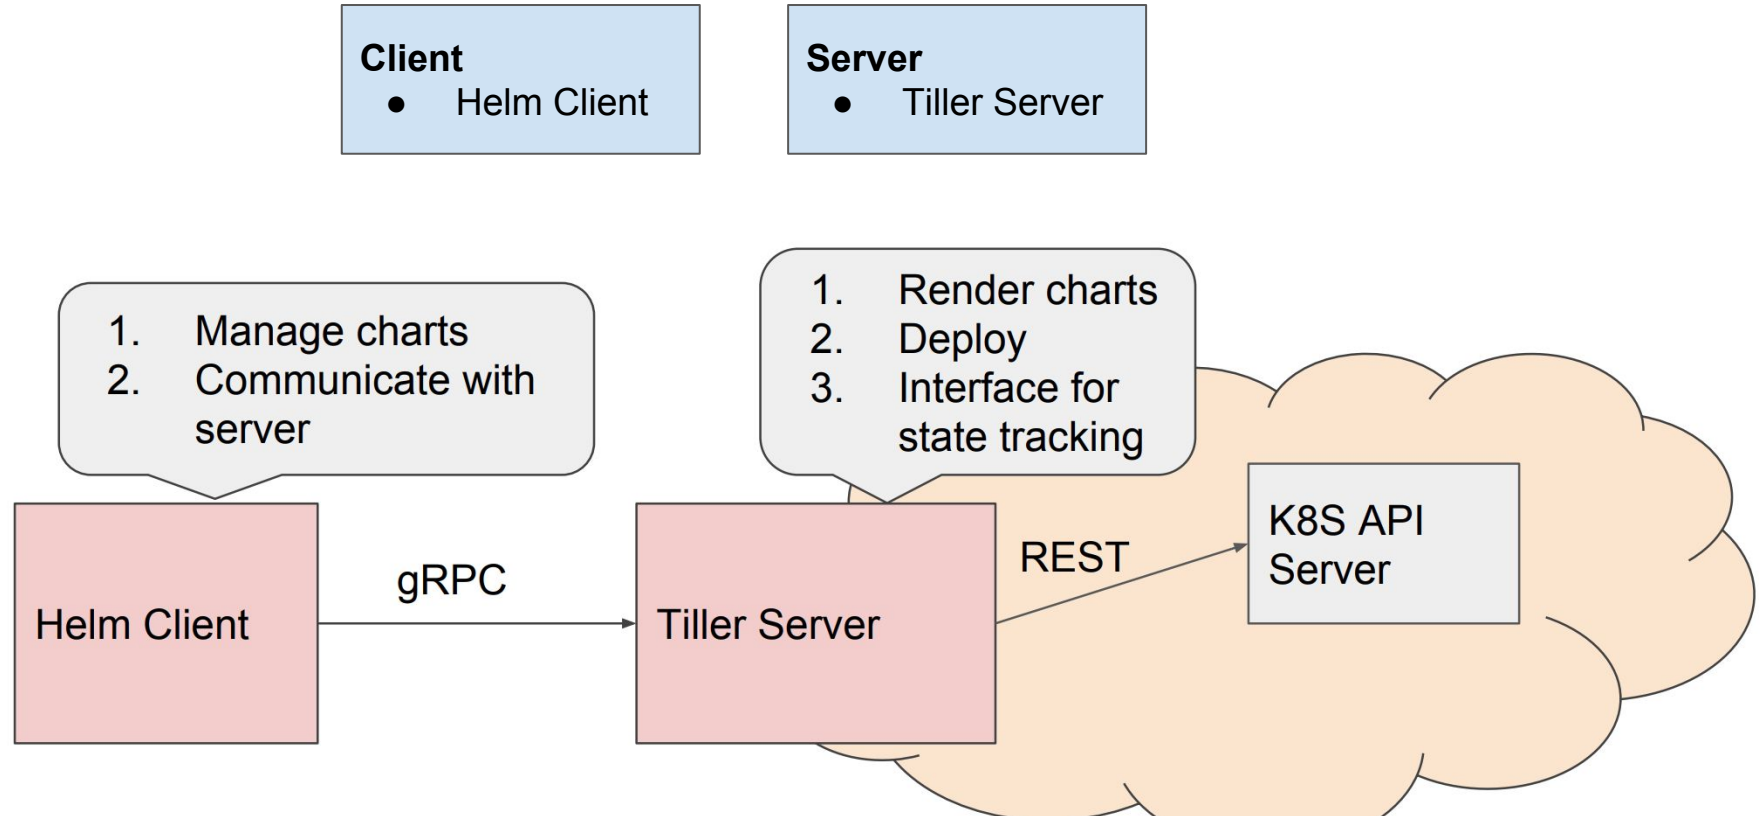 Client
● Helm Client
Server
● Tiller Server
1. Manage charts
2. Communicate with
server
1. Render charts
2. Deploy
3. Interface for
state tracking
Helm Client
gRPC
Tiller Server
REST
K8S API
Server